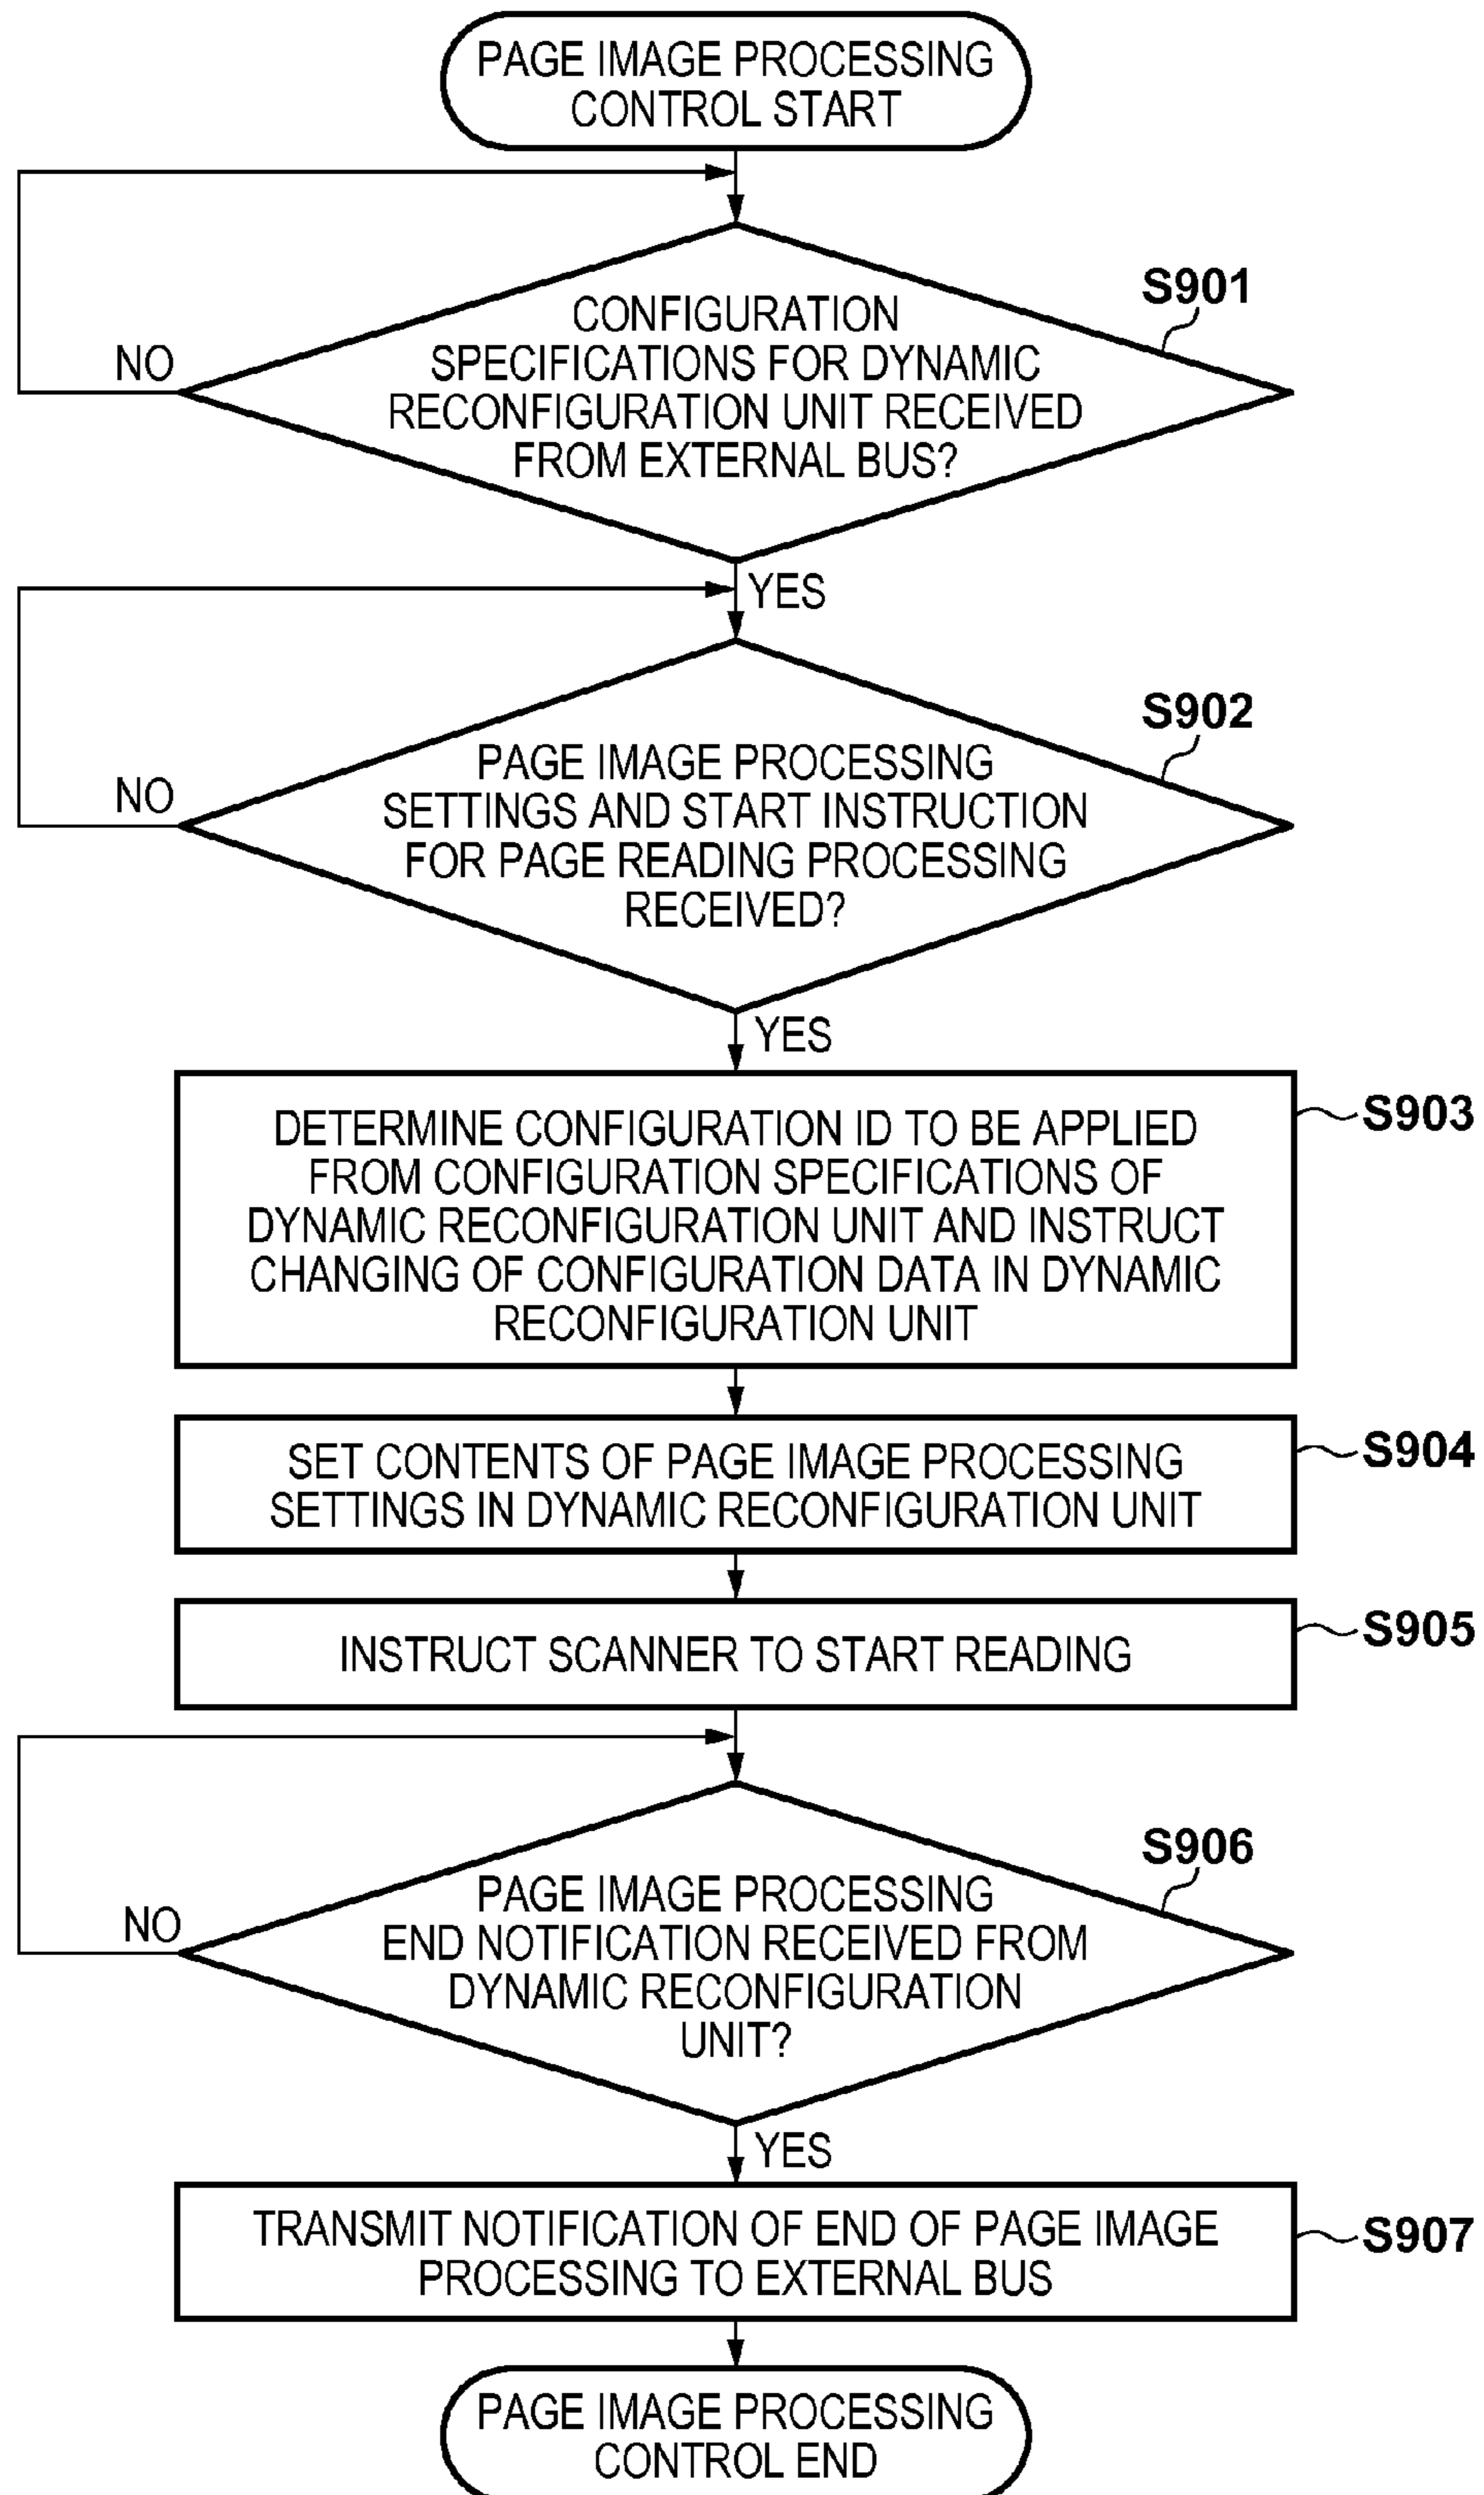 PAGE IMAGE PROCESSING
CONTROL START
S901
CONFIGURATION
SPECIFICATIONS FOR DYNAMIC
RECONFIGURATION UNIT RECEIVED
FROM EXTERNAL BUS?
NO
YES
S902
PAGE IMAGE PROCESSING
SETTINGS AND START INSTRUCTION
FOR PAGE READING PROCESSING
RECEIVED?
NO
YES
S903
DETERMINE CONFIGURATION ID TO BE APPLIED
FROM CONFIGURATION SPECIFICATIONS OF
DYNAMIC RECONFIGURATION UNIT AND INSTRUCT
CHANGING OF CONFIGURATION DATA IN DYNAMIC
RECONFIGURATION UNIT
S904
SET CONTENTS OF PAGE IMAGE PROCESSING
SETTINGS IN DYNAMIC RECONFIGURATION UNIT
S905
INSTRUCT SCANNER TO START READING
S906
PAGE IMAGE PROCESSING
END NOTIFICATION RECEIVED FROM
DYNAMIC RECONFIGURATION
UNIT?
NO
YES
S907
TRANSMIT NOTIFICATION OF END OF PAGE IMAGE
PROCESSING TO EXTERNAL BUS
PAGE IMAGE PROCESSING
CONTROL END